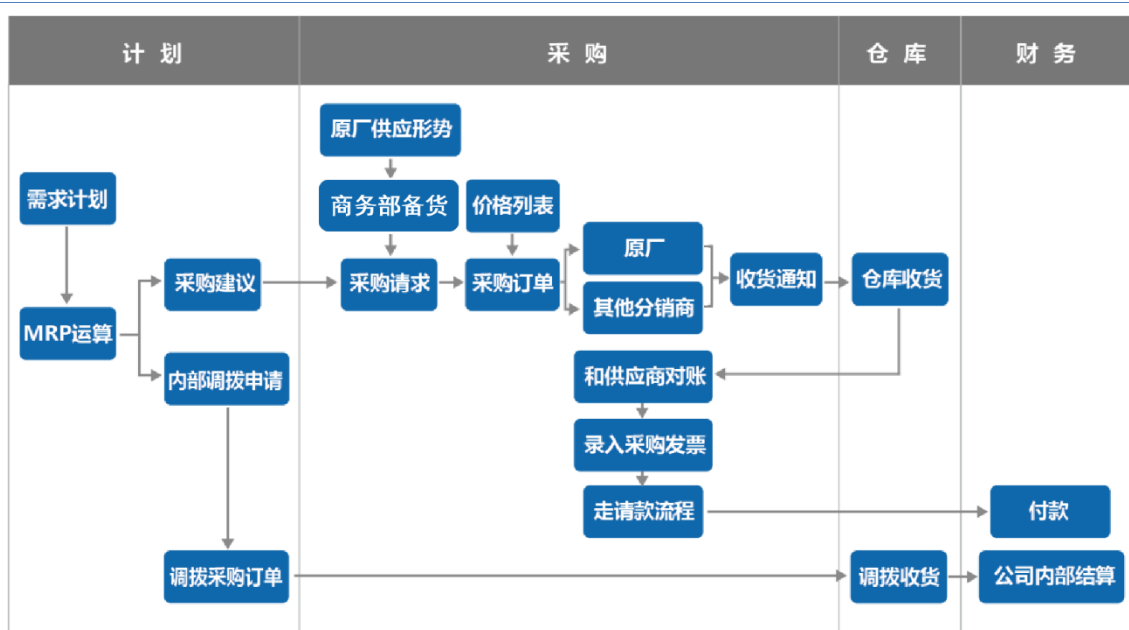 计 划
采 购
仓 库
财 务
原厂供应形势
需求计划
商务部备货
价格列表
原厂
采购建议
采购请求
采购订单
收货通知
仓库收货
其他分销商
MRP运算
内部调拨申请
和供应商对账
录入采购发票
走请款流程
付款
调拨采购订单
调拨收货
公司内部结算